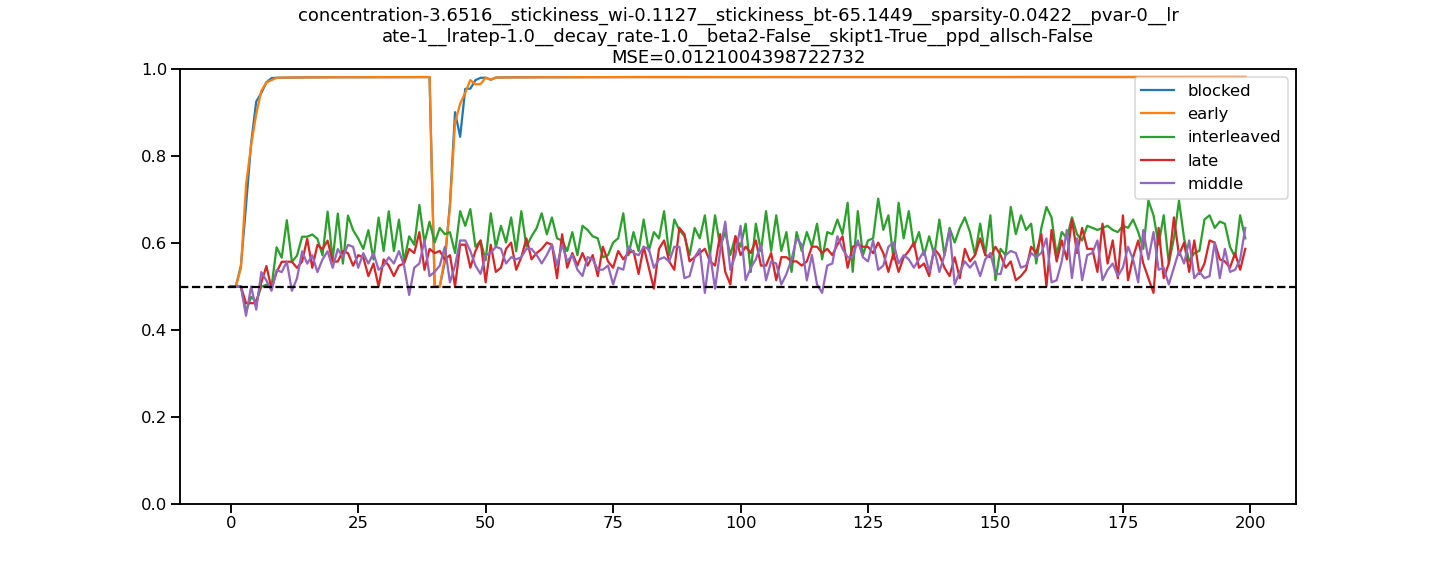 concentration-3.6516__stickiness_wi-0.1127__stickiness_bt-65.1449__sparsity-0.0422__pvar-0__lr
ate-1__lratep-1.0__decay_rate-1.0__beta2-False__skipt1-True__ppd_allsch-False
MSE=0.0121004398722732
1.0
0.8
0.6
0.4
0.2
0.0
blocked
early
interleaved
late
middle
0 25 50 75 100 125 150 175 200